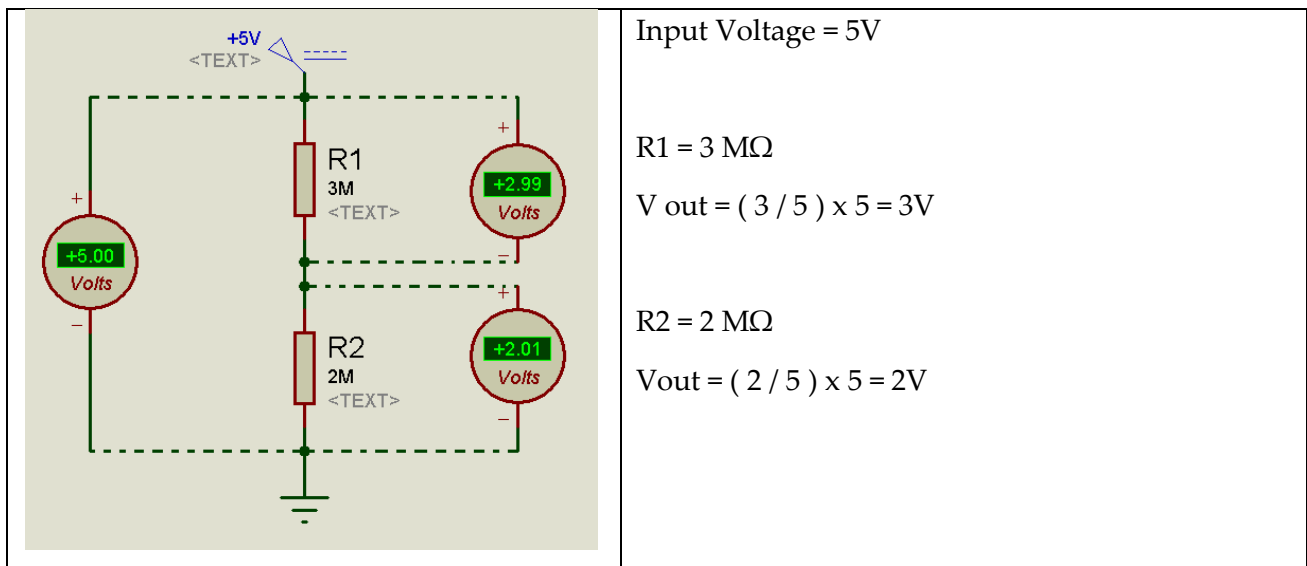 +5V
<TEXT>
+
R1
3M
<TEXT>
+2.99
Volts
−
+
+5.00
Volts
−
+
R2
2M
<TEXT>
+2.01
Volts
−
Input Voltage = 5V
R1 = 3 MΩ
V out = ( 3 / 5 ) x 5 = 3V
R2 = 2 MΩ
Vout = ( 2 / 5 ) x 5 = 2V